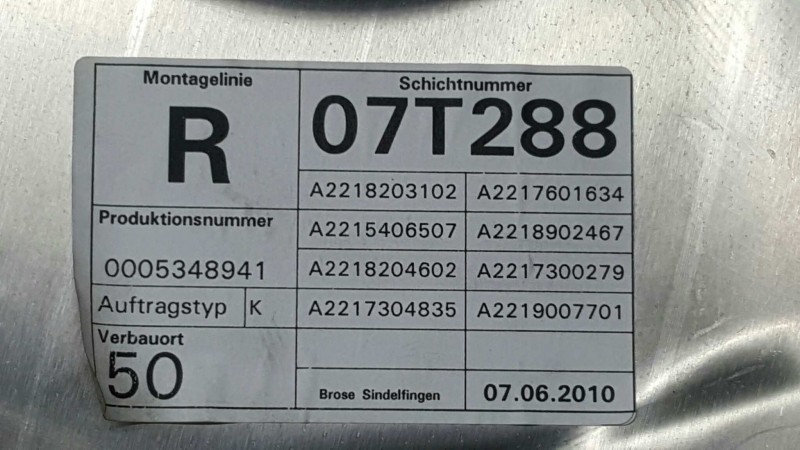 Montagelinie
R
Schichtnummer
07T288
A2218203102 A2217601634
Produktionsnummer
0005348941
A2215406507 A2218902467
A2218204602 A2217300279
Auftragstyp K
A2217304835 A2219007701
Verbauort
50
Brose Sindelfingen 07.06.2010